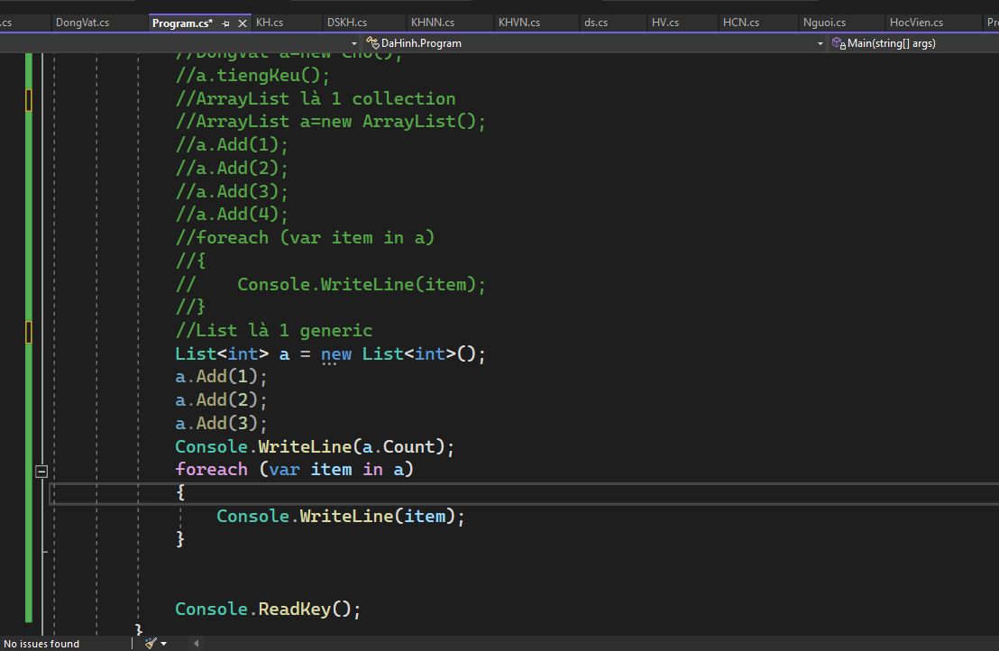 .cs DongVat.cs Program.cs* KH.cs DSKH.cs KHNN.cs KHVN.cs ds.cs HV.cs HCN.cs Nguoi.cs HocVien.cs Pr
DaHinh.Program Main(string[] args)
//DongVat a=new Cho();
//a.tiengKeu();
//ArrayList là 1 collection
//ArrayList a=new ArrayList();
//a.Add(1);
//a.Add(2);
//a.Add(3);
//a.Add(4);
//foreach (var item in a)
//{
//    Console.WriteLine(item);
//}
//List là 1 generic
List<int> a = new List<int>();
a.Add(1);
a.Add(2);
a.Add(3);
Console.WriteLine(a.Count);
foreach (var item in a)
{
    Console.WriteLine(item);
}
Console.ReadKey();
}
No issues found